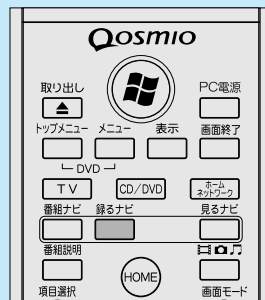 Qosmio
取り出し PC電源
トップメニュー メニュー 表示 画面終了
DVD
TV CD/DVD ホーム
ネットワーク
番組ナビ 録るナビ 見るナビ
番組説明
HOME
項目選択 画面モード